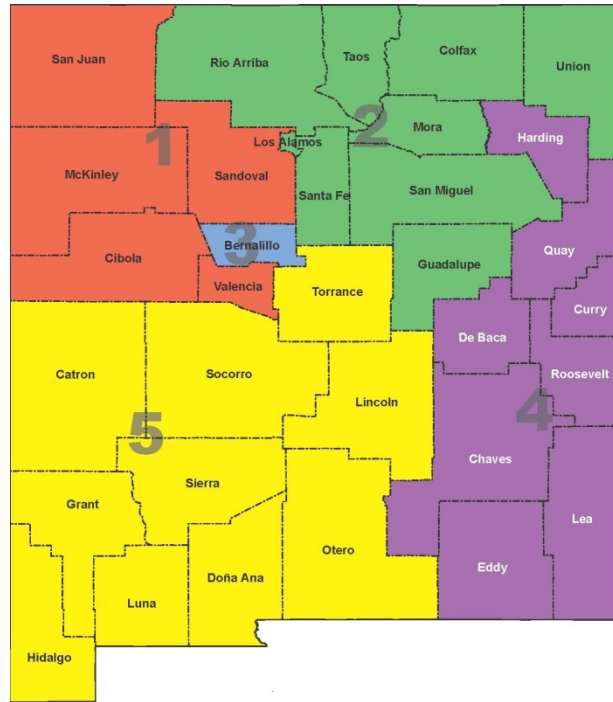 San Juan
Rio Arriba
Taos
Colfax
Union
1
2
Mora
Harding
Los Alamos
McKinley
Sandoval
Santa Fe
San Miguel
3
Bernalillo
Cibola
Quay
Guadalupe
Valencia
Torrance
Curry
De Baca
Catron
Socorro
Roosevelt
Lincoln
4
5
Chaves
Sierra
Grant
Lea
Otero
Doña Ana
Eddy
Luna
Hidalgo